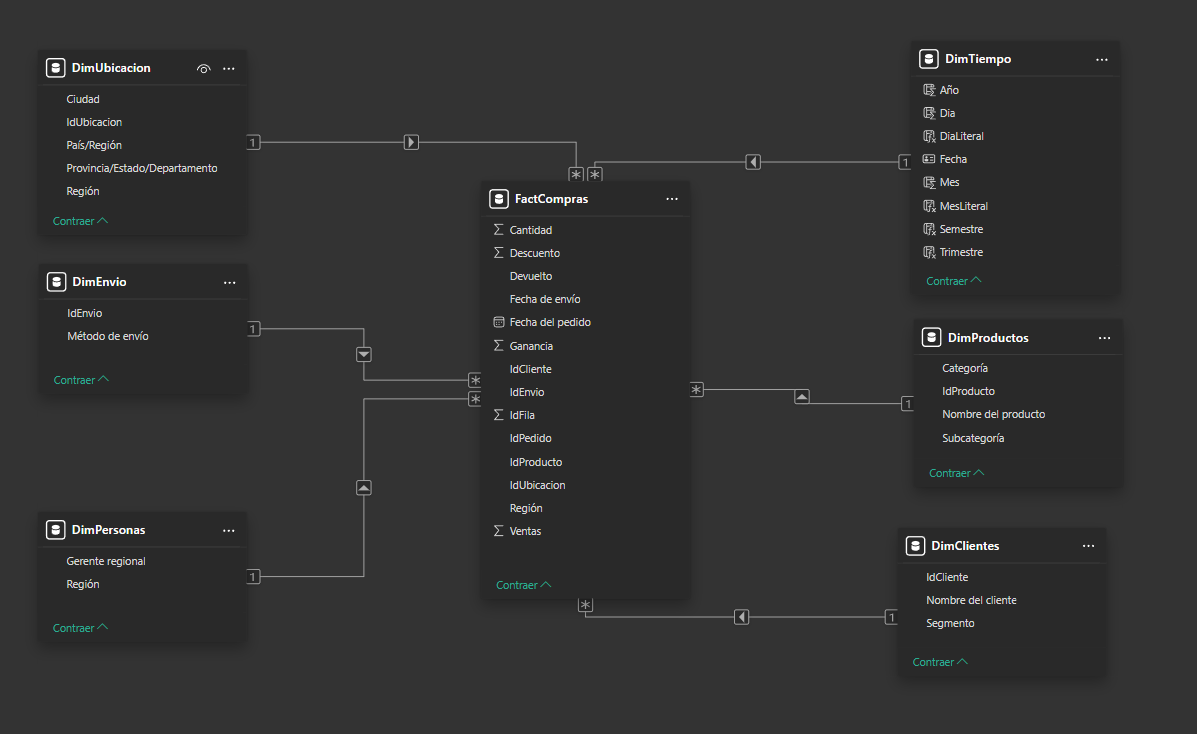 DimUbicacion
Ciudad
IdUbicacion
País/Región
Provincia/Estado/Departamento
Región
Contraer
1
DimEnvio
IdEnvio
Método de envío
Contraer
1
DimPersonas
Gerente regional
Región
Contraer
1
* *
FactCompras
Cantidad
Descuento
Devuelto
Fecha de envío
Fecha del pedido
Ganancia
IdCliente
IdEnvio
IdFila
IdPedido
IdProducto
IdUbicacion
Región
Ventas
Contraer
*
*
*
*
DimTiempo
Año
Dia
DiaLiteral
Fecha
Mes
MesLiteral
Semestre
Trimestre
Contraer
1
DimProductos
Categoría
IdProducto
Nombre del producto
Subcategoría
Contraer
1
DimClientes
IdCliente
Nombre del cliente
Segmento
Contraer
1